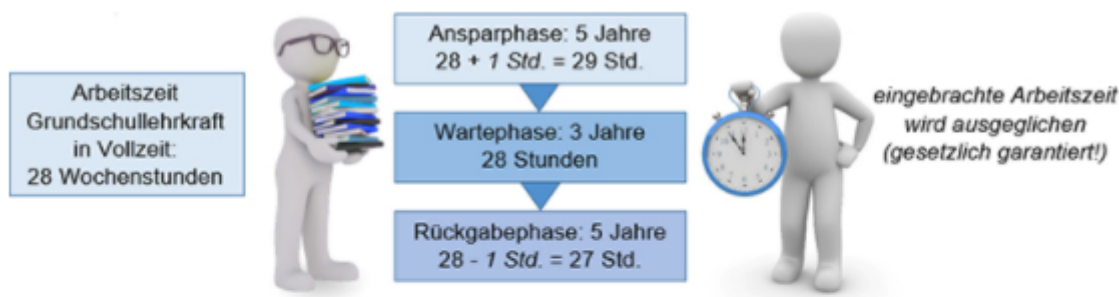 Arbeitszeit
Grundschullehrkraft
in Vollzeit:
28 Wochenstunden
Ansparphase: 5 Jahre
28 + 1 Std. = 29 Std.
Wartephase: 3 Jahre
28 Stunden
Rückgabephase: 5 Jahre
28 - 1 Std. = 27 Std.
eingebrachte Arbeitszeit
wird ausgeglichen
(gesetzlich garantiert!)